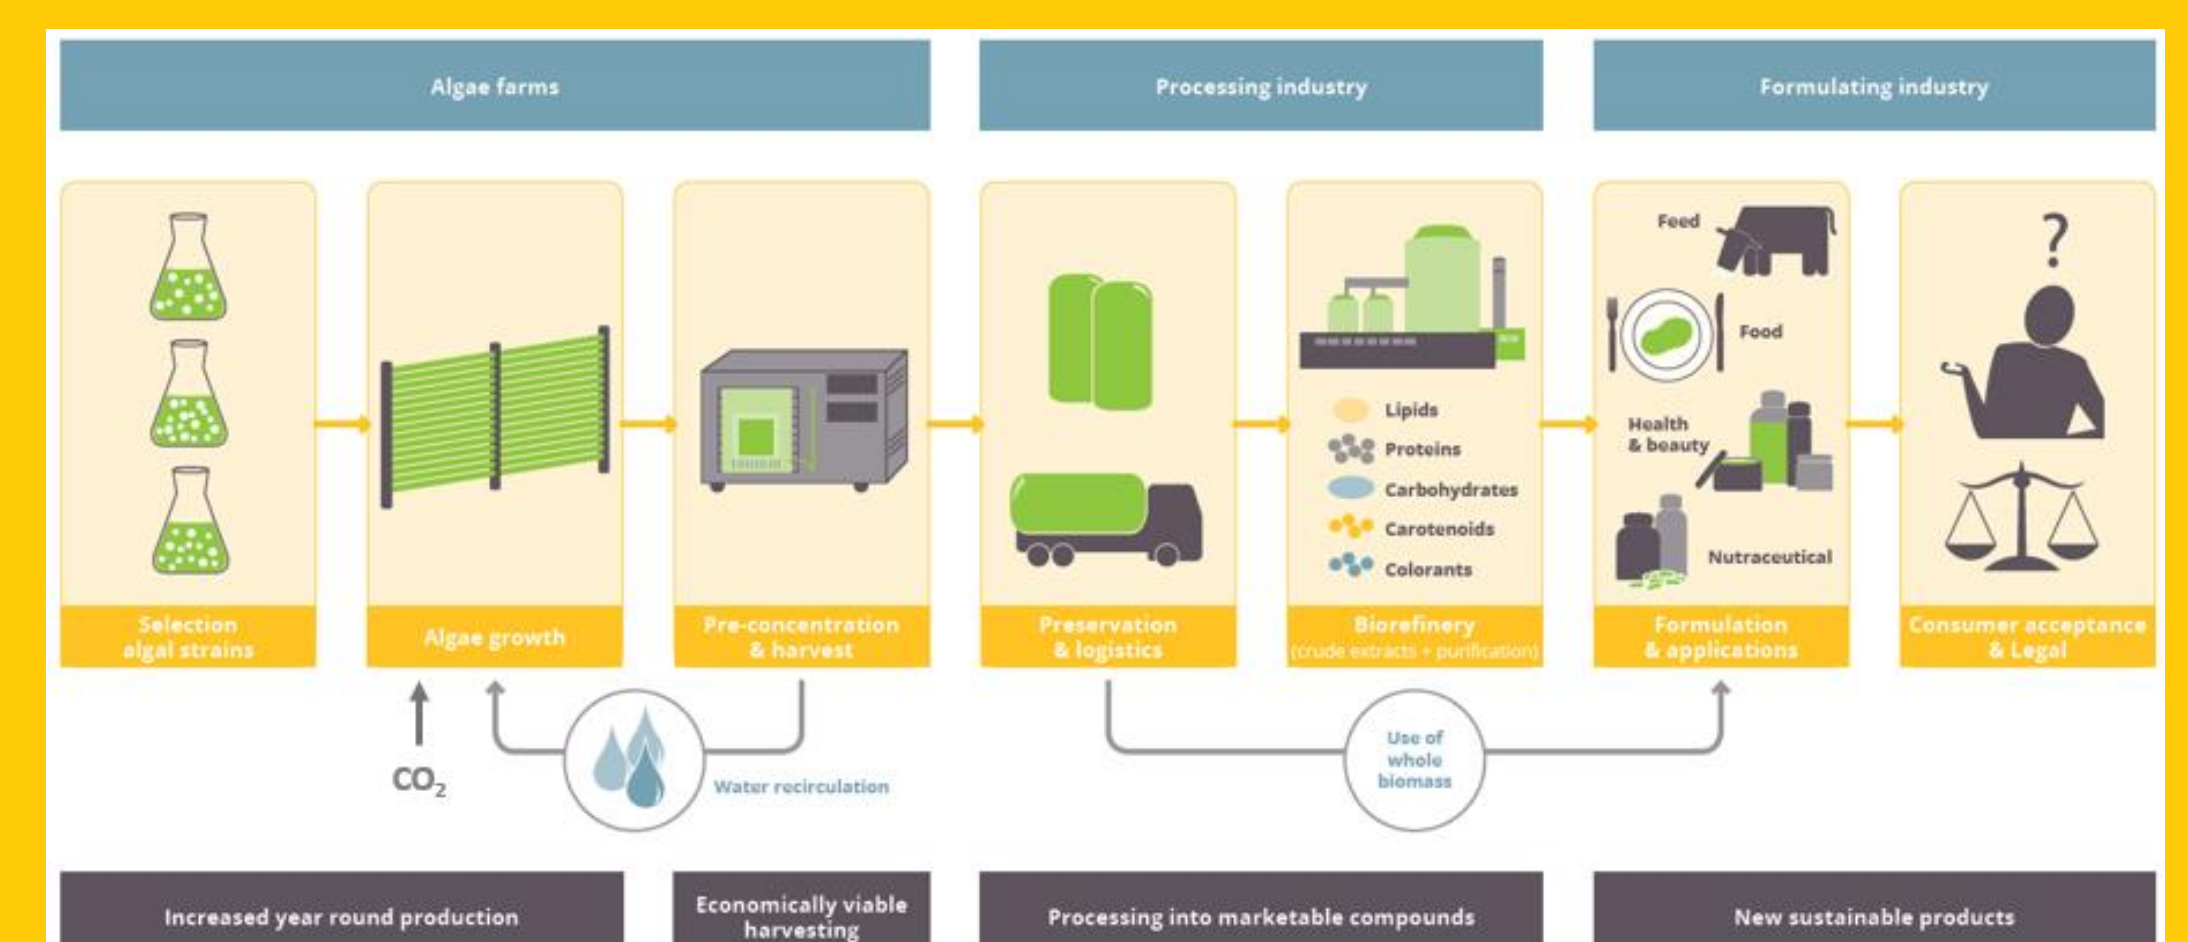 Algae farms
Processing industry
Formulating industry
Feed
Food
Health
& beauty
Nutraceutical
?
Lipids
Proteins
Carbohydrates
Carotenoids
Colorants
Selection
algal strains
Algae growth
Pre-concentration
& harvest
Preservation
& logistics
Biorefinery
(crude extracts + purification)
Formulation
& applications
Consumer acceptance
& Legal
CO₂
Water recirculation
Use of
whole
biomass
Increased year round production
Economically viable
harvesting
Processing into marketable compounds
New sustainable products